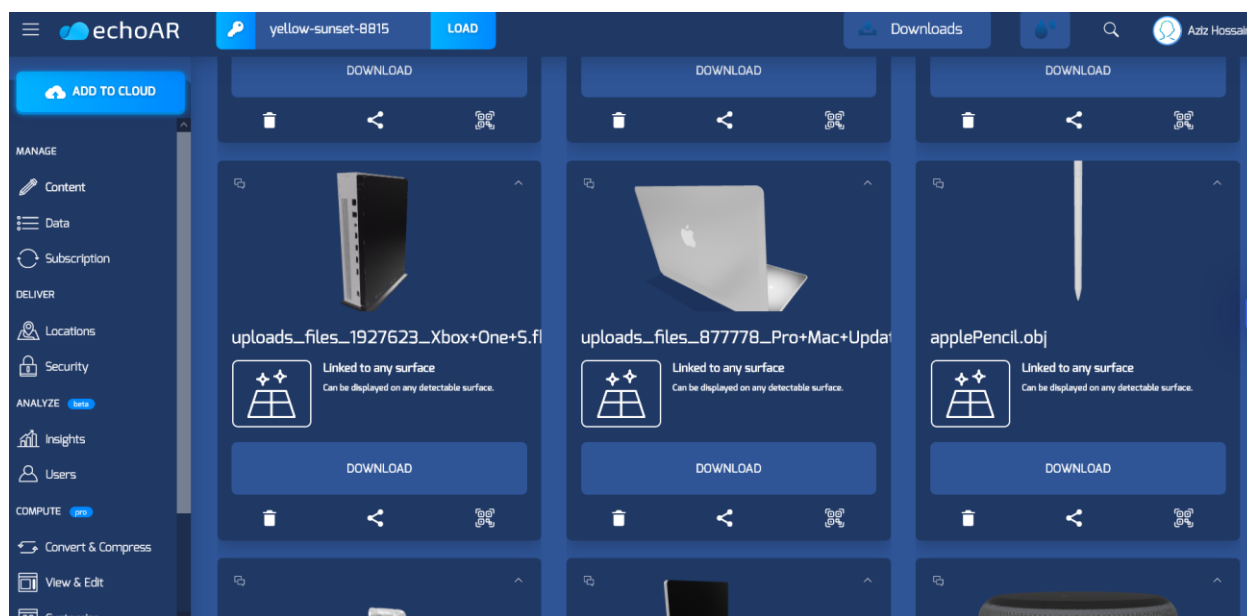 echoAR
yellow-sunset-8815
LOAD
Downloads
Aziz Hossain
ADD TO CLOUD
MANAGE
Content
Data
Subscription
DELIVER
Locations
Security
ANALYZE beta
Insights
Users
COMPUTE pro
Convert & Compress
View & Edit
DOWNLOAD
DOWNLOAD
DOWNLOAD
uploads_files_1927623_Xbox+One+S.f
Linked to any surface
Can be displayed on any detectable surface.
DOWNLOAD
uploads_files_877778_Pro+Mac+Updat
Linked to any surface
Can be displayed on any detectable surface.
DOWNLOAD
applePencil.obj
Linked to any surface
Can be displayed on any detectable surface.
DOWNLOAD